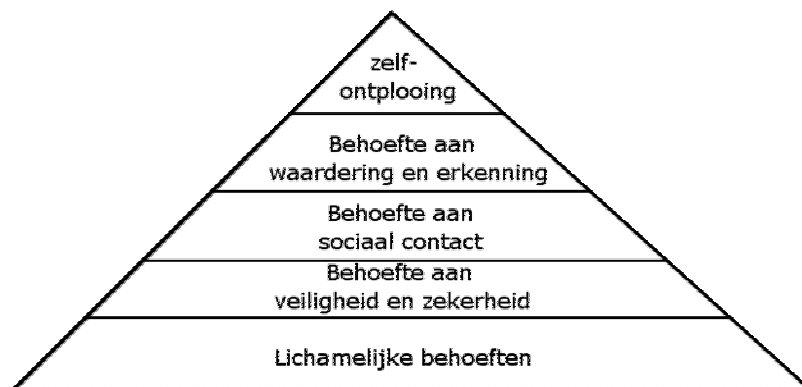 zelf-
ontplooing
Behoefte aan
waardering en erkenning
Behoefte aan
sociaal contact
Behoefte aan
veiligheid en zekerheid
Lichamelijke behoeften